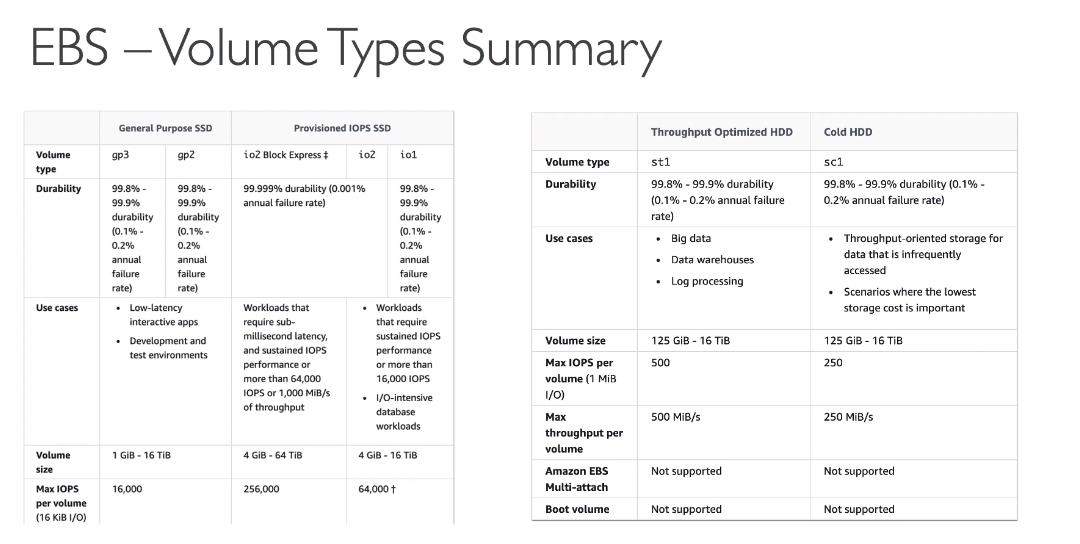 EBS – Volume Types Summary
General Purpose SSD
Provisioned IOPS SSD
Volume
type
gp3
gp2
io2 Block Express ‡
io2
io1
Durability
99.8% -
99.9%
durability
(0.1% -
0.2%
annual
failure
rate)
99.8% -
99.9%
durability
(0.1% -
0.2%
annual
failure
rate)
99.999% durability (0.001%
annual failure rate)
99.8% -
99.9%
durability
(0.1% -
0.2%
annual
failure
rate)
Use cases
• Low-latency
interactive apps
• Development and
test environments
Workloads that
require sub-
millisecond latency,
and sustained IOPS
performance or
more than 64,000
IOPS or 1,000 MiB/s
of throughput
• Workloads
that require
sustained IOPS
performance
or more than
16,000 IOPS
• I/O-intensive
database
workloads
Volume
size
1 GiB - 16 TiB
4 GiB - 64 TiB
4 GiB - 16 TiB
Max IOPS
per volume
(16 KiB I/O)
16,000
256,000
64,000 †
Throughput Optimized HDD
Cold HDD
Volume type
st1
sc1
Durability
99.8% - 99.9% durability
(0.1% - 0.2% annual failure
rate)
99.8% - 99.9% durability (0.1% -
0.2% annual failure rate)
Use cases
• Big data
• Data warehouses
• Log processing
• Throughput-oriented storage for
data that is infrequently
accessed
• Scenarios where the lowest
storage cost is important
Volume size
125 GiB - 16 TiB
125 GiB - 16 TiB
Max IOPS per
volume (1 MiB
I/O)
500
250
Max
throughput per
volume
500 MiB/s
250 MiB/s
Amazon EBS
Multi-attach
Not supported
Not supported
Boot volume
Not supported
Not supported